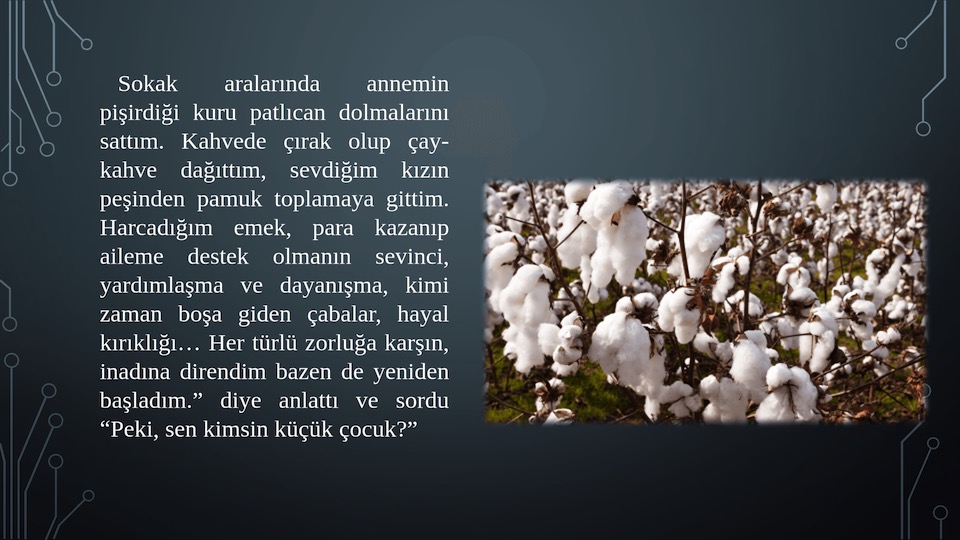 Sokak aralarında annemin
pişirdiği kuru patlıcan dolmalarını
sattım. Kahvede çırak olup çay-
kahve dağıttım, sevdiğim kızın
peşinden pamuk toplamaya gittim.
Harcadığım emek, para kazanıp
aileme destek olmanın sevinci,
yardımlaşma ve dayanışma, kimi
zaman boşa giden çabalar, hayal
kırıklığı… Her türlü zorluğa karşın,
inadına direndim bazen de yeniden
başladım.” diye anlattı ve sordu
“Peki, sen kimsin küçük çocuk?”